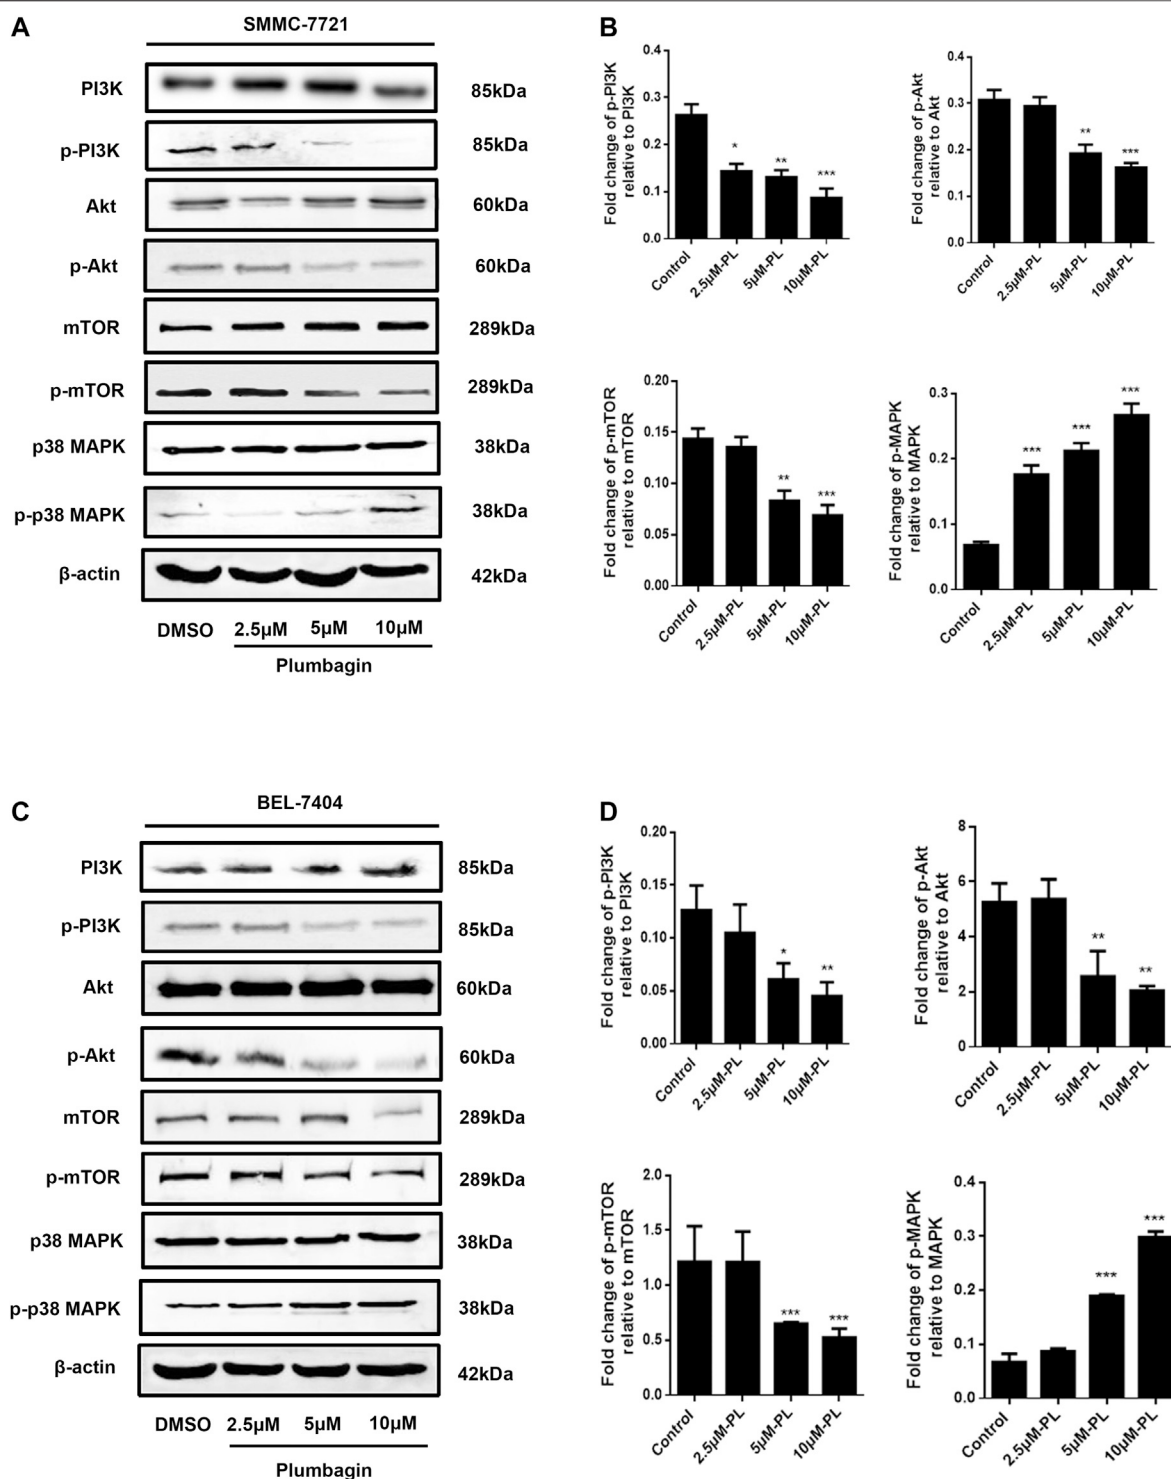 A
SMMC-7721
PI3K 85kDa
p-PI3K 85kDa
Akt 60kDa
p-Akt 60kDa
mTOR 289kDa
p-mTOR 289kDa
p38 MAPK 38kDa
p-p38 MAPK 38kDa
β-actin 42kDa
DMSO 2.5μM 5μM 10μM
Plumbagin
B
Fold change of p-PI3K
relative to PI3K
0.4
0.3
0.2
0.1
0.0
* ** ***
Control 2.5μM-PL 5μM-PL 10μM-PL
Fold change of p-Akt
relative to Akt
0.4
0.3
0.2
0.1
0.0
** ***
Control 2.5μM-PL 5μM-PL 10μM-PL
Fold change of p-mTOR
relative to mTOR
0.20
0.15
0.10
0.05
0.00
** ***
Control 2.5μM-PL 5μM-PL 10μM-PL
Fold change of p-MAPK
relative to MAPK
0.3
0.2
0.1
0.0
*** *** ***
Control 2.5μM-PL 5μM-PL 10μM-PL
C
BEL-7404
PI3K 85kDa
p-PI3K 85kDa
Akt 60kDa
p-Akt 60kDa
mTOR 289kDa
p-mTOR 289kDa
p38 MAPK 38kDa
p-p38 MAPK 38kDa
β-actin 42kDa
DMSO 2.5μM 5μM 10μM
Plumbagin
D
Fold change of p-PI3K
relative to PI3K
0.20
0.15
0.10
0.05
0.00
* **
Control 2.5μM-PL 5μM-PL 10μM-PL
Fold change of p-Akt
relative to Akt
8
6
4
2
0
** **
Control 2.5μM-PL 5μM-PL 10μM-PL
Fold change of p-mTOR
relative to mTOR
2.0
1.5
1.0
0.5
0.0
*** ***
Control 2.5μM-PL 5μM-PL 10μM-PL
Fold change of p-MAPK
relative to MAPK
0.4
0.3
0.2
0.1
0.0
*** ***
Control 2.5μM-PL 5μM-PL 10μM-PL